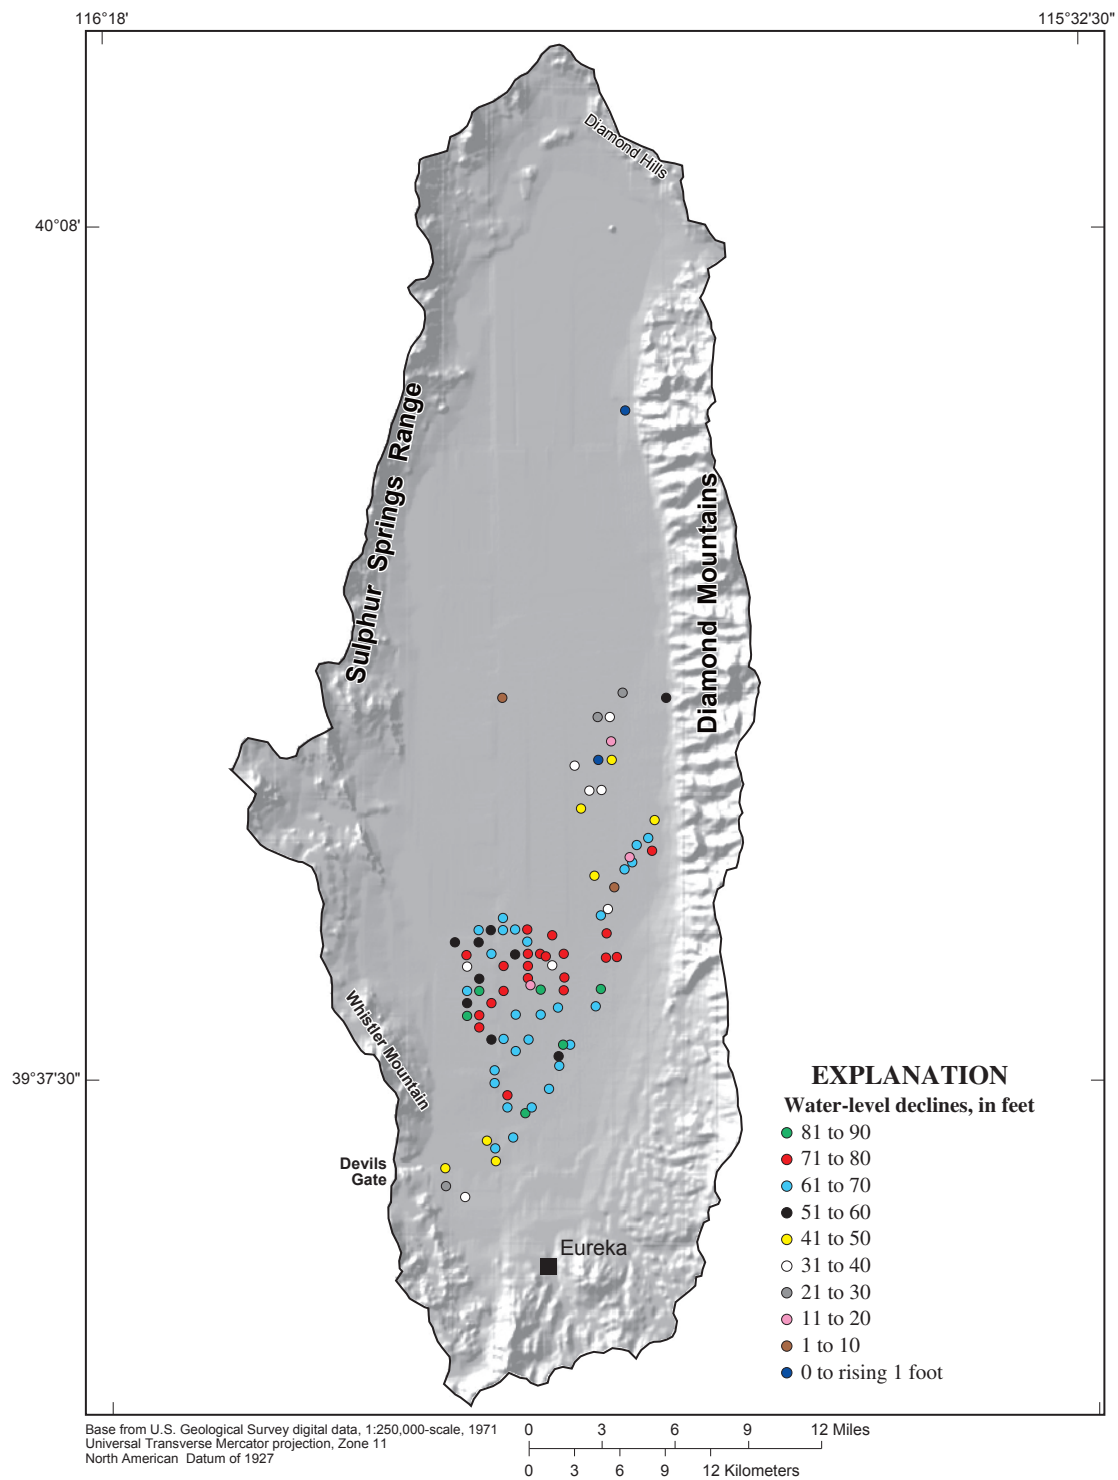 116°18'
115°32'30"
Diamond Hills
40°08'
Sulphur Springs Range
Diamond Mountains
Whistler Mountain
39°37'30"
Devils
Gate
Eureka
EXPLANATION
Water-level declines, in feet
81 to 90
71 to 80
61 to 70
51 to 60
41 to 50
31 to 40
21 to 30
11 to 20
1 to 10
0 to rising 1 foot
Base from U.S. Geological Survey digital data, 1:250,000-scale, 1971
Universal Transverse Mercator projection, Zone 11
North American Datum of 1927
0 3 6 9 12 Miles
0 3 6 9 12 Kilometers